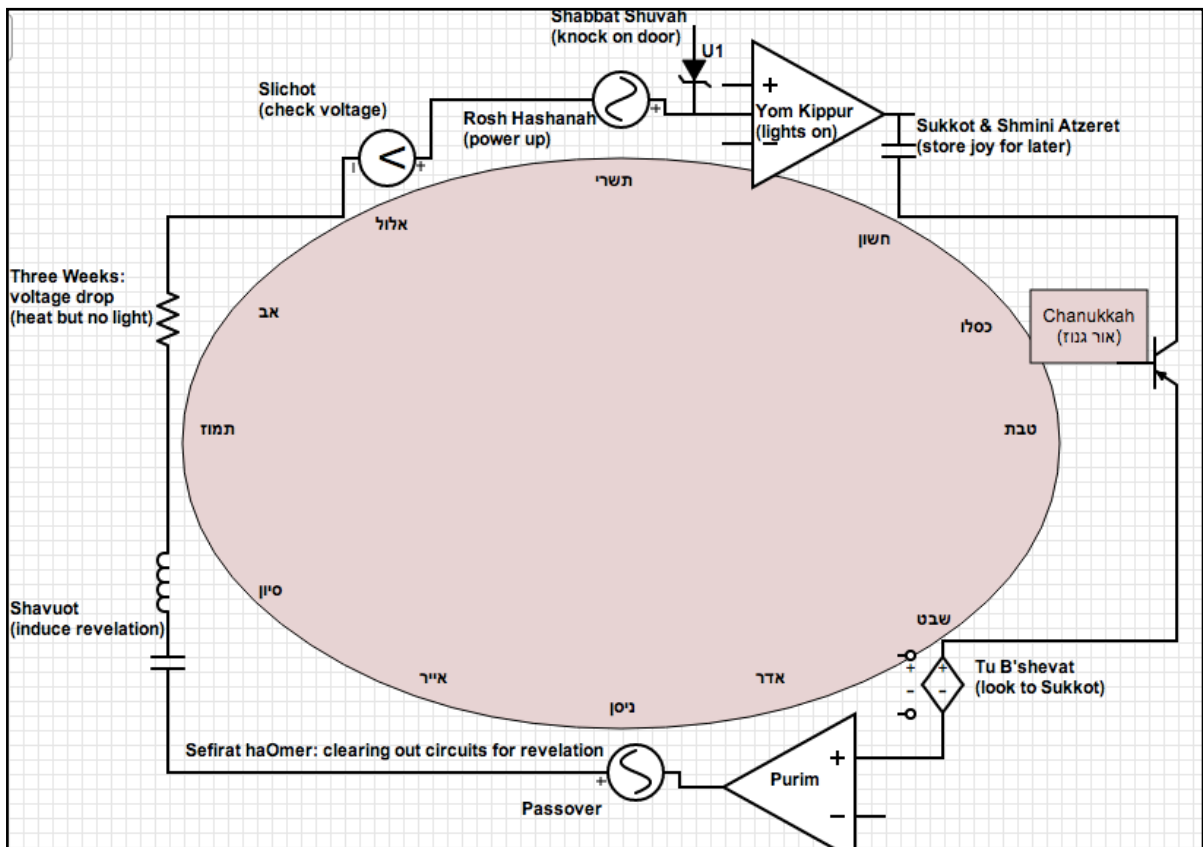 Shabbat Shuvah
(knock on door)
U1
Slichot
(check voltage)
Rosh Hashanah
(power up)
+
Yom Kippur
(lights on)
Sukkot & Shmini Atzeret
(store joy for later)
תשרי
אלול
חשון
Three Weeks:
voltage drop
(heat but no light)
אב
כסלו
Chanukkah
(אור גנוז)
תמוז
טבת
סיון
שבט
Shavuot
(induce revelation)
Tu B'shevat
(look to Sukkot)
אייר
אדר
ניסן
Sefirat haOmer: clearing out circuits for revelation
Passover
Purim